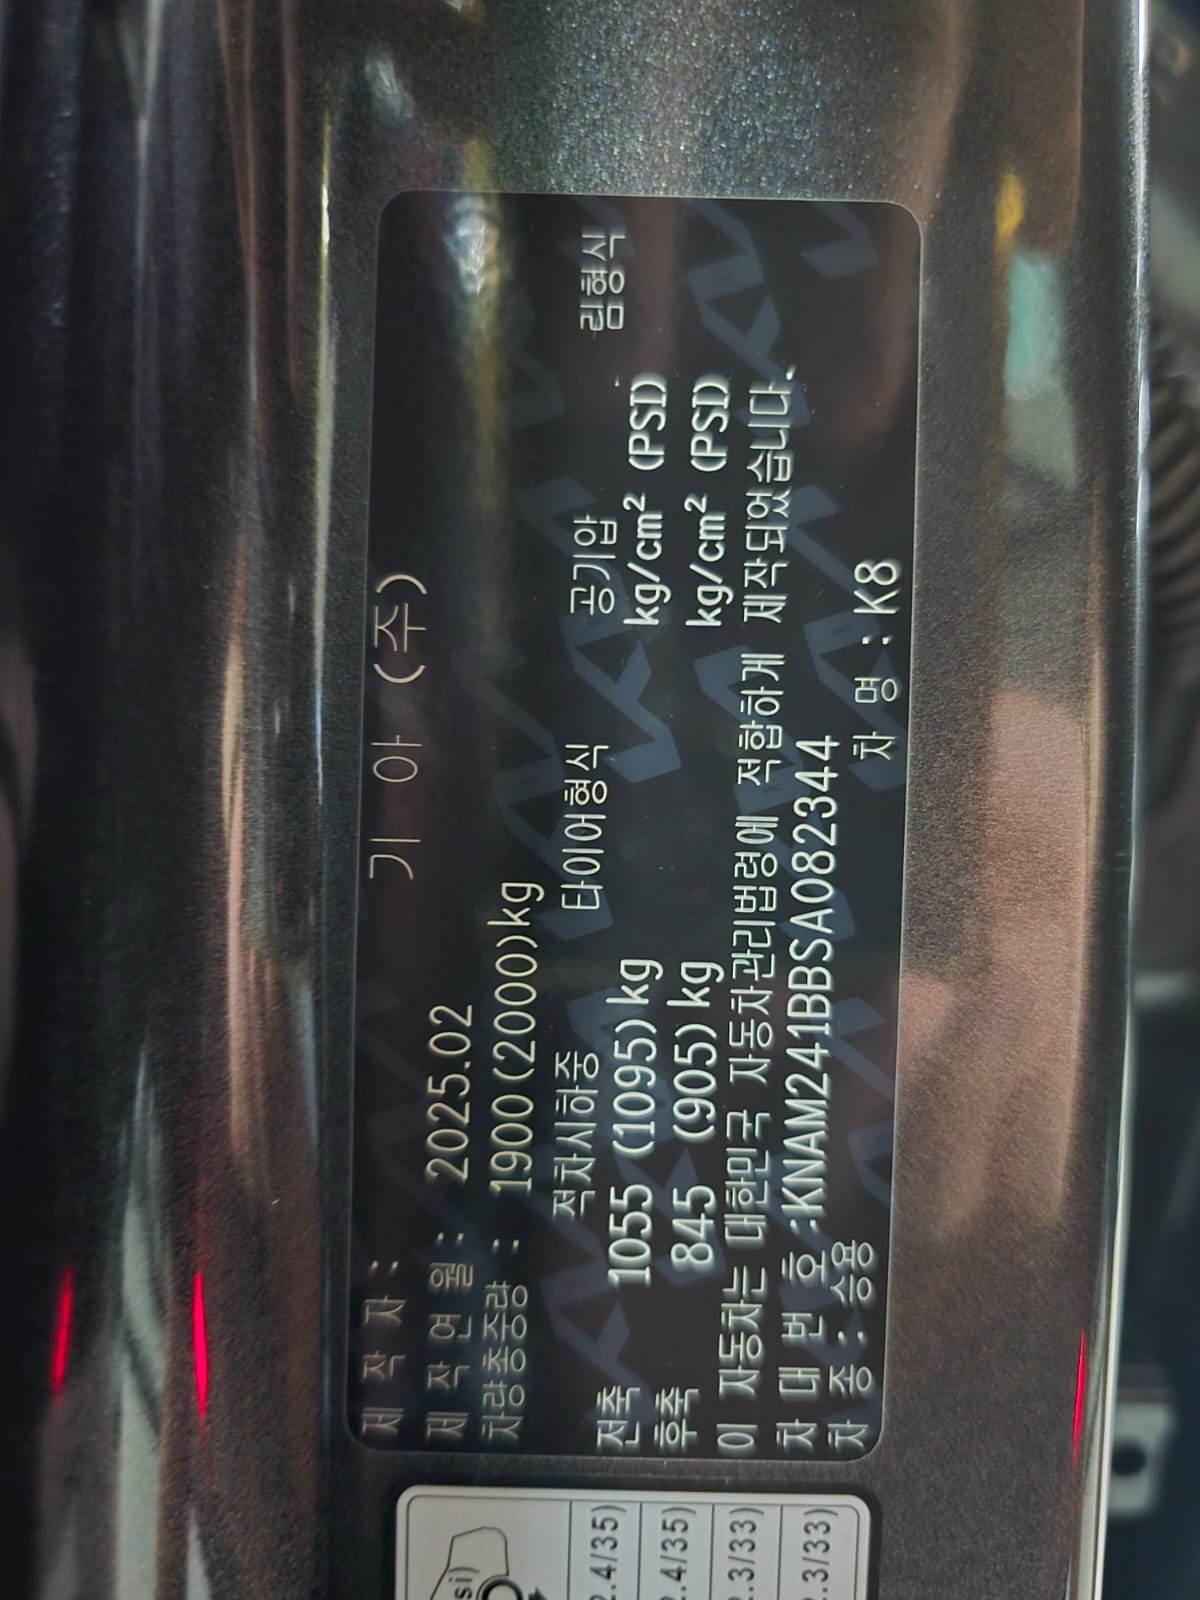 제 작 자 : 기 아 (주)
제 작 연 월 : 2025.02
차량총중량 : 1900(2000)kg
적차시하중 타이어형식 공기압 림형식
전축 1055 (1095)kg kg/cm² (PSI)
후축 845 (905)kg kg/cm² (PSI)
이 자동차는 대한민국 자동차관리법령에 적합하게 제작되었습니다.
차 대 번 호 :KNAM241BBSA082344
차 종 : 승용 차 명 : K8
si)
2.4/35)
2.4/35)
2.3/33)
2.3/33)